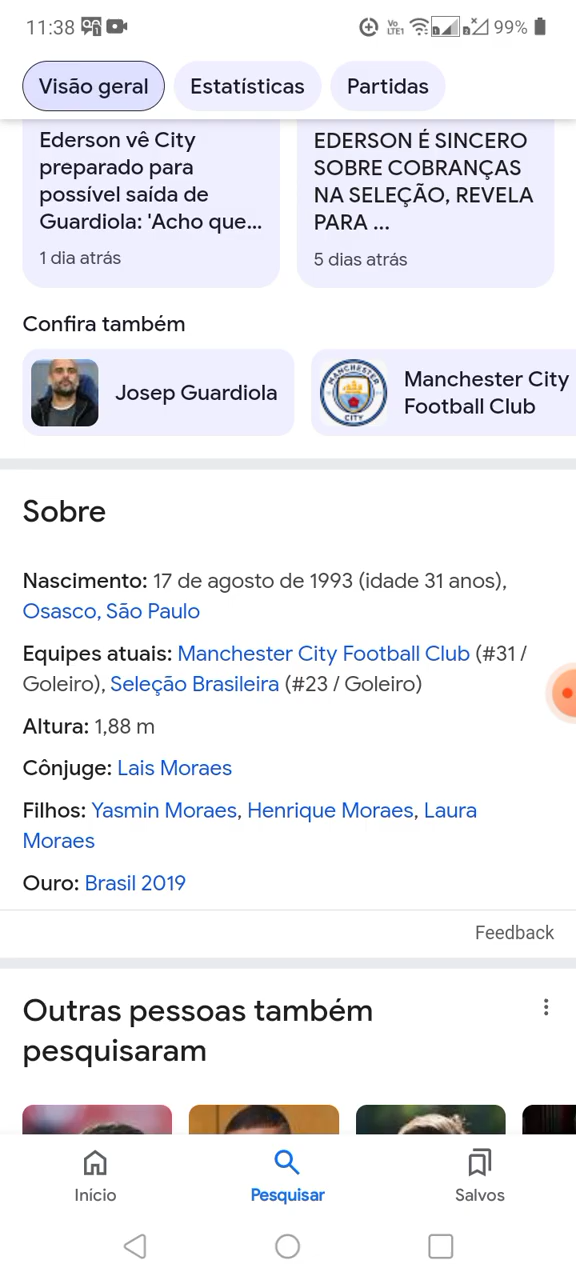 11:38
Vo
LTE1
99%
Visão geral
Estatísticas
Partidas
Ederson vê City
preparado para
possível saída de
Guardiola: 'Acho que...
1 dia atrás
EDERSON É SINCERO
SOBRE COBRANÇAS
NA SELEÇÃO, REVELA
PARA ...
5 dias atrás
Confira também
Josep Guardiola
MANCHESTER
CITY
Manchester City
Football Club
Sobre
Nascimento: 17 de agosto de 1993 (idade 31 anos),
Osasco, São Paulo
Equipes atuais: Manchester City Football Club (#31 /
Goleiro), Seleção Brasileira (#23 / Goleiro)
Altura: 1,88 m
Cônjuge: Lais Moraes
Filhos: Yasmin Moraes, Henrique Moraes, Laura
Moraes
Ouro: Brasil 2019
Feedback
Outras pessoas também
pesquisaram
Início
Pesquisar
Salvos